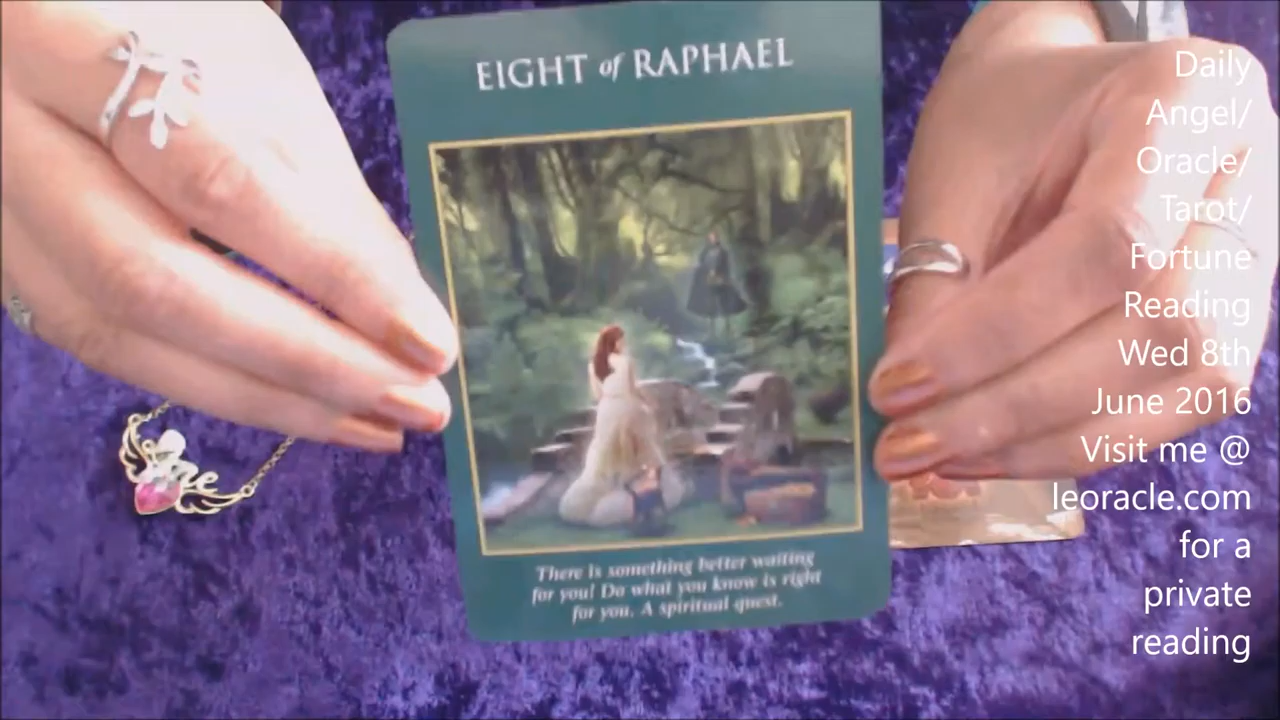 EIGHT of RAPHAEL
There is something better waiting
for you! Do what you know is right
for you. A spiritual quest.
Daily
Angel/
Oracle/
Tarot/
Fortune
Reading
Wed 8th
June 2016
Visit me @
leoracle.com
for a
private
reading